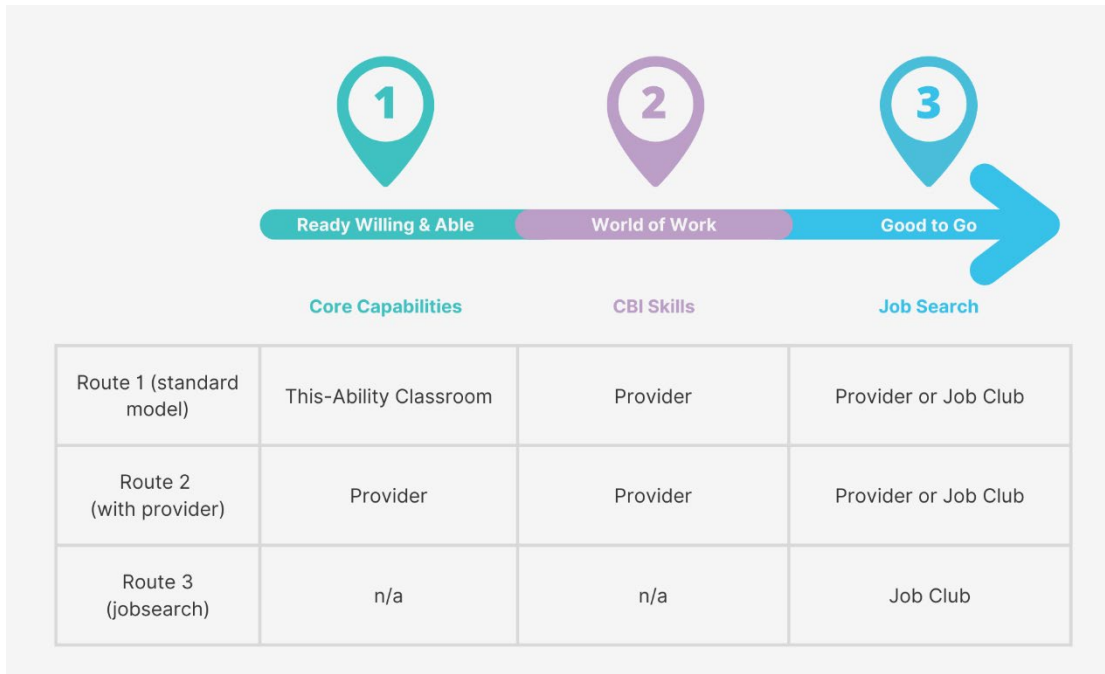 1
2
3
Ready Willing & Able
World of Work
Good to Go
Core Capabilities
CBI Skills
Job Search
Route 1 (standard
model)
This-Ability Classroom
Provider
Provider or Job Club
Route 2
(with provider)
Provider
Provider
Provider or Job Club
Route 3
(jobsearch)
n/a
n/a
Job Club